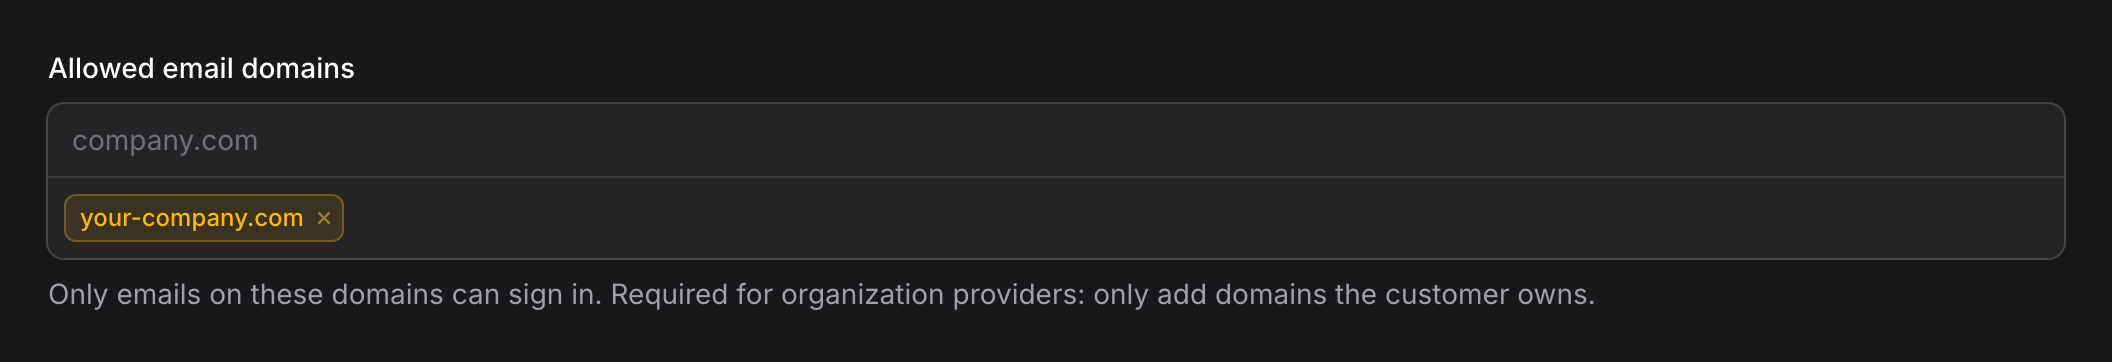 Allowed email domains
company.com
your-company.com ×
Only emails on these domains can sign in. Required for organization providers: only add domains the customer owns.